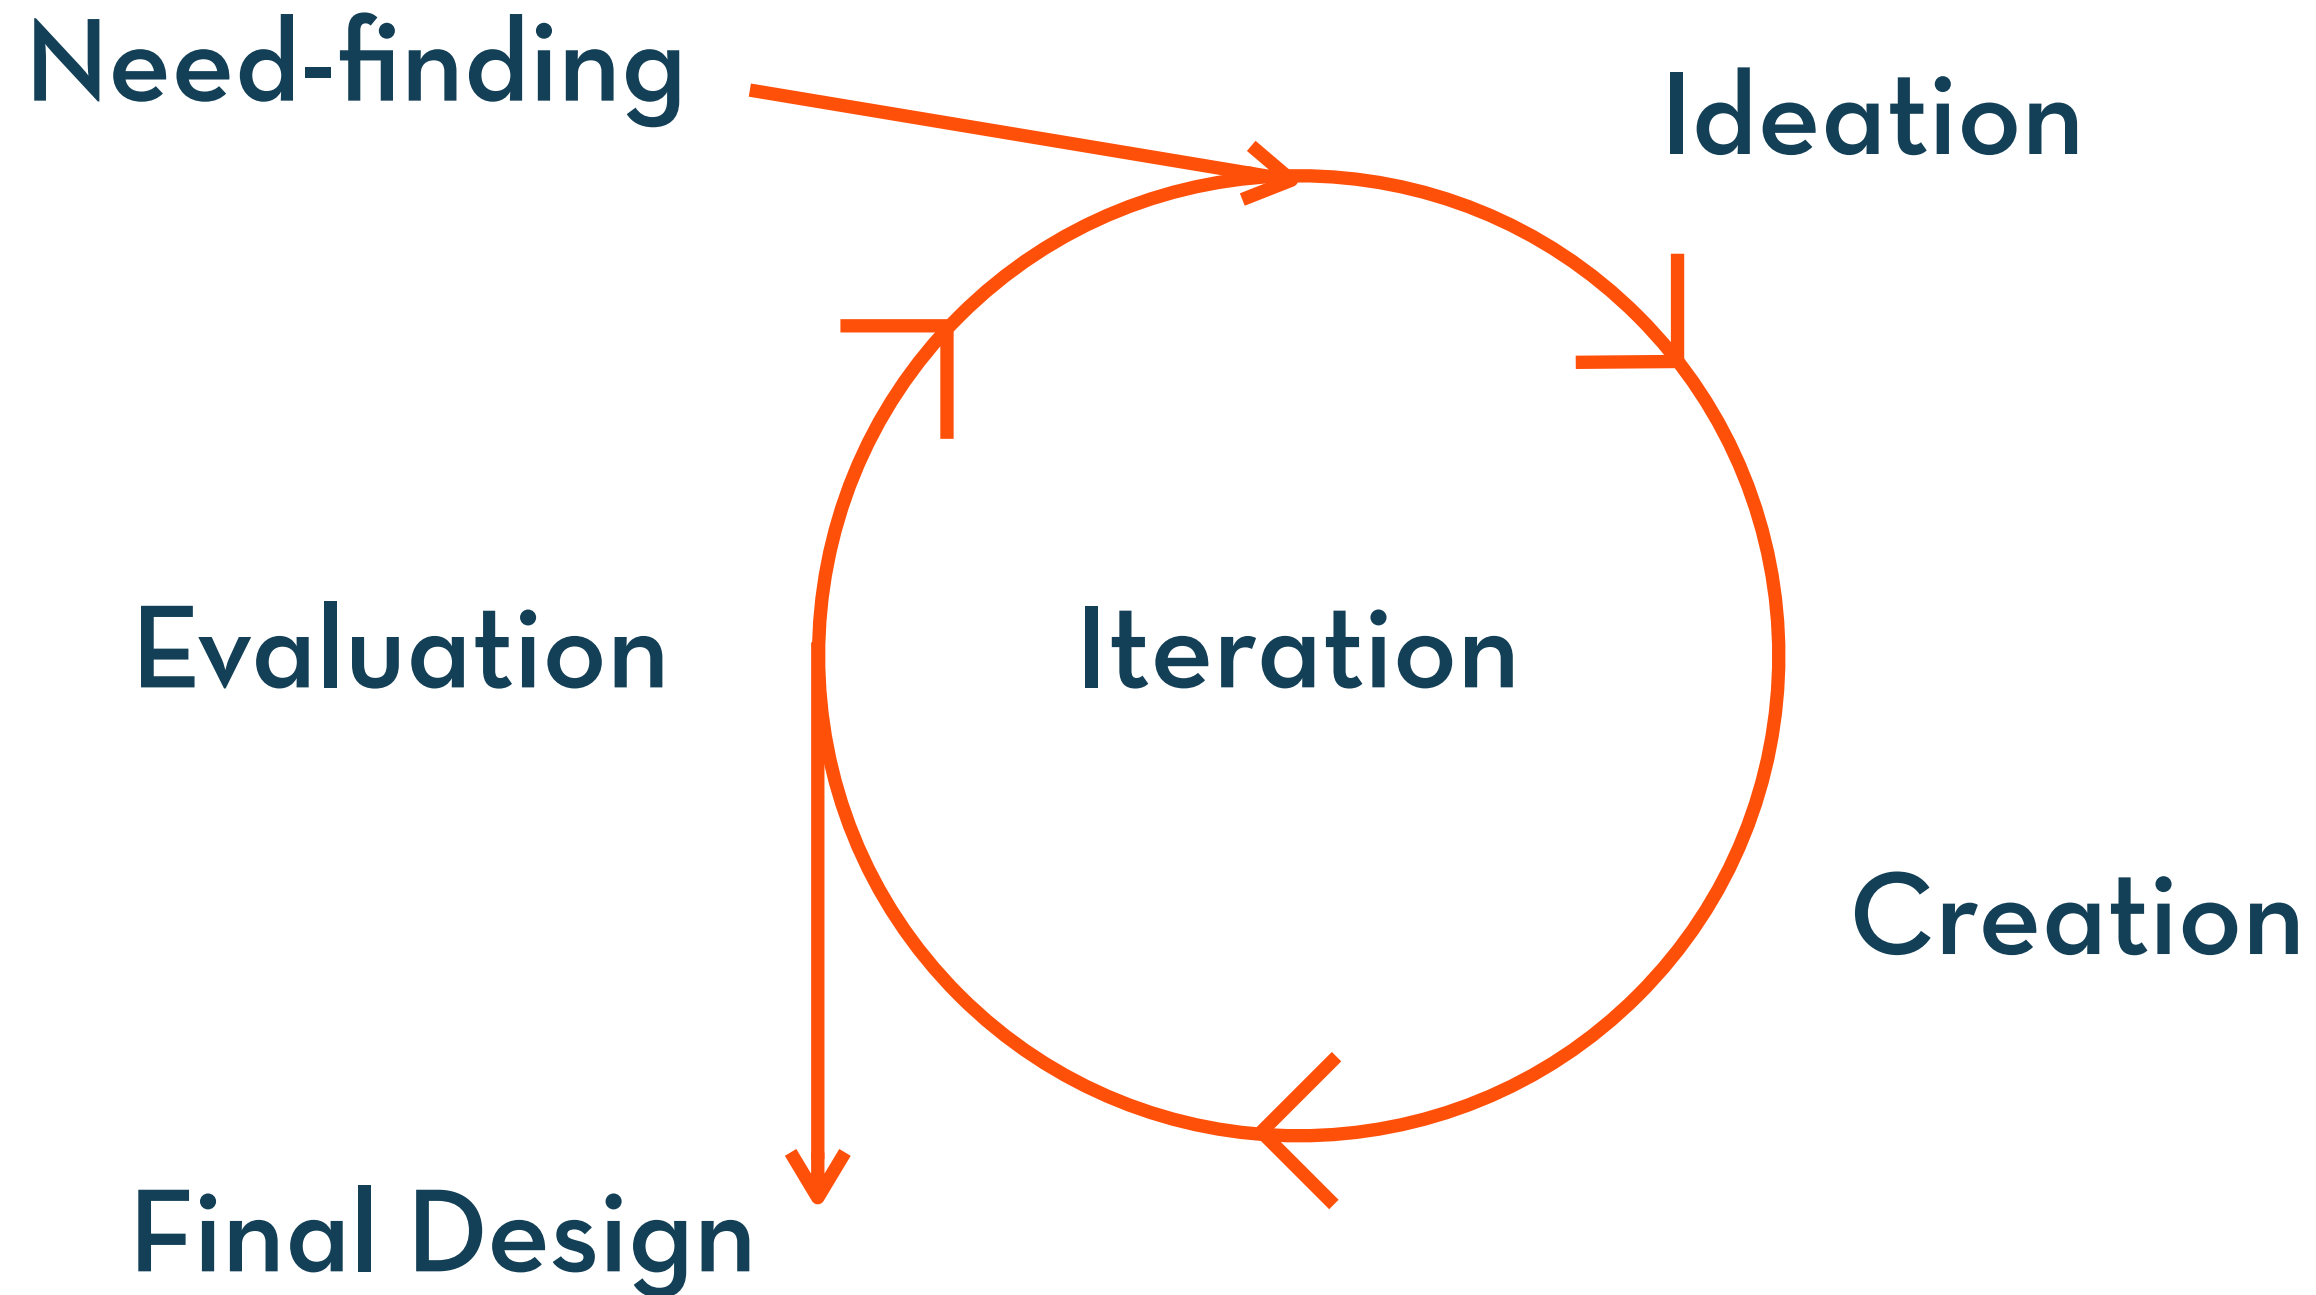 Need-finding
Ideation
Evaluation
Iteration
Creation
Final Design